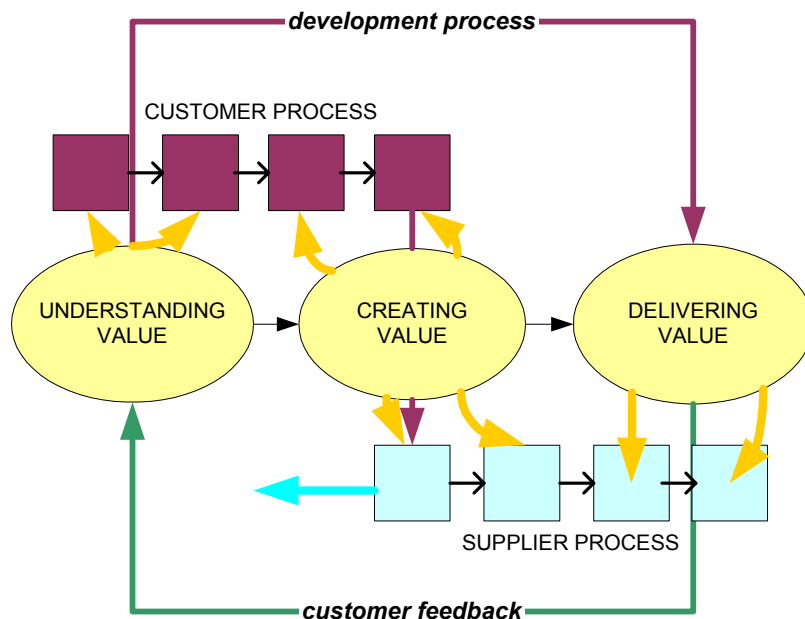 development process
CUSTOMER PROCESS
UNDERSTANDING
VALUE
CREATING
VALUE
DELIVERING
VALUE
SUPPLIER PROCESS
customer feedback